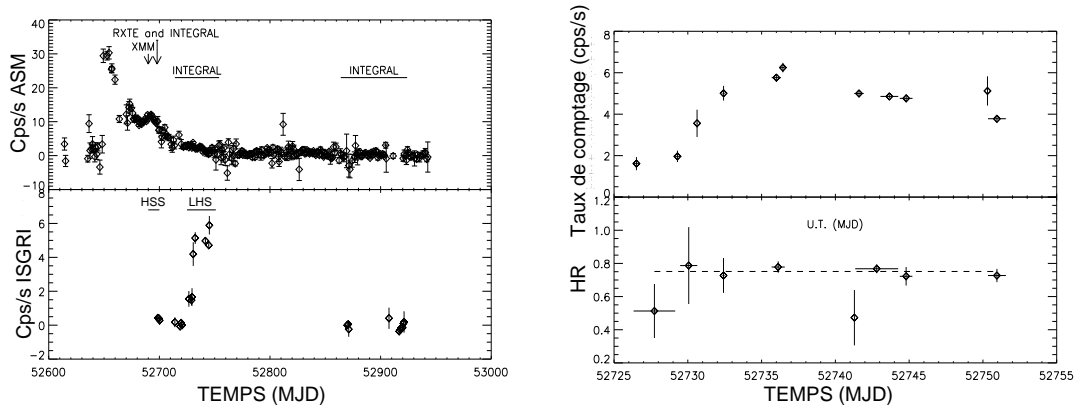 40
30
20
10
0
−10
Cps/s ASM
RXTE and INTEGRAL
XMM
INTEGRAL
INTEGRAL
8
6
4
2
0
−2
Cps/s ISGRI
HSS
LHS
52600
52700
52800
52900
53000
TEMPS (MJD)
8
6
4
2
0
Taux de comptage (cps/s)
U.T. (MJD)
1.2
1.0
0.8
0.6
0.4
0.2
HR
52725
52730
52735
52740
52745
52750
52755
TEMPS (MJD)